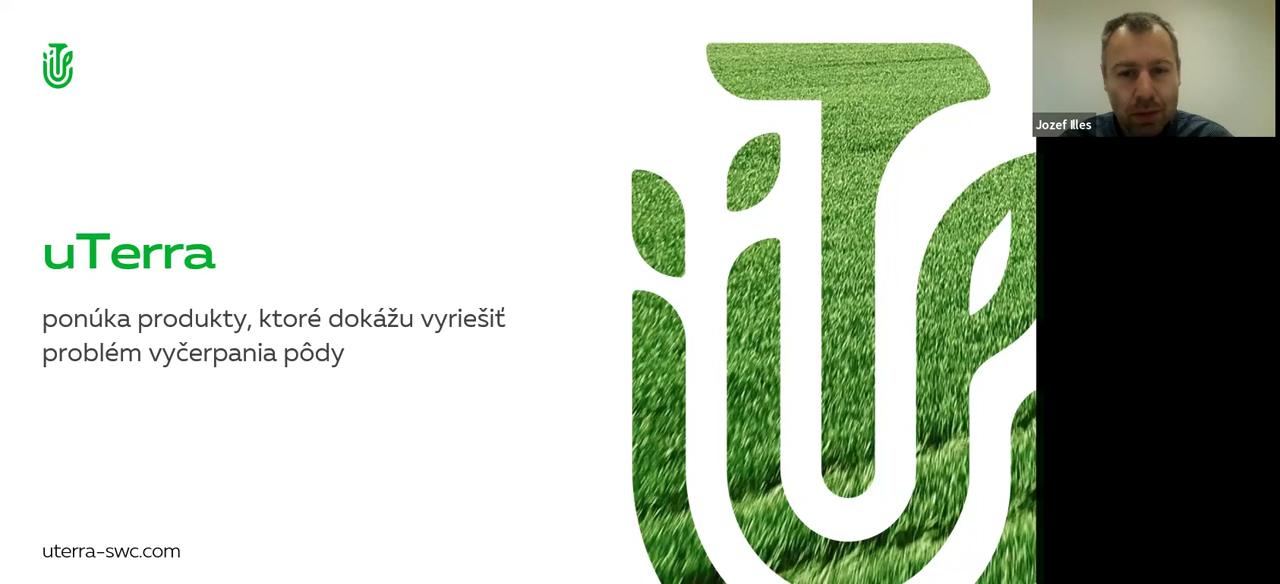 uTerra
ponúka produkty, ktoré dokážu vyriešiť
problém vyčerpania pôdy
uterra-swc.com
Jozef Illes